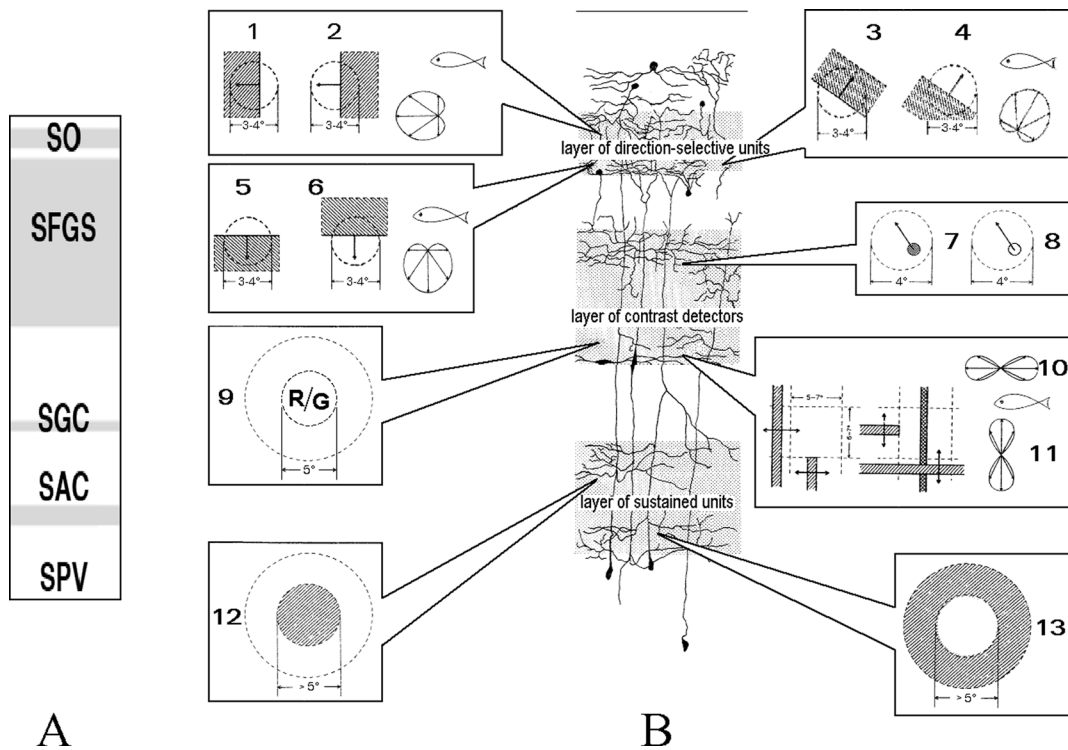 SO
SFGS
SGC
SAC
SPV
A
1 2
3-4° 3-4°
3 4
3-4° 3-4°
layer of direction-selective units
5 6
3-4° 3-4°
7 8
4° 4°
layer of contrast detectors
9
R/G
5°
10
5-7°
5-7°
11
layer of sustained units
12
> 5°
13
> 5°
B